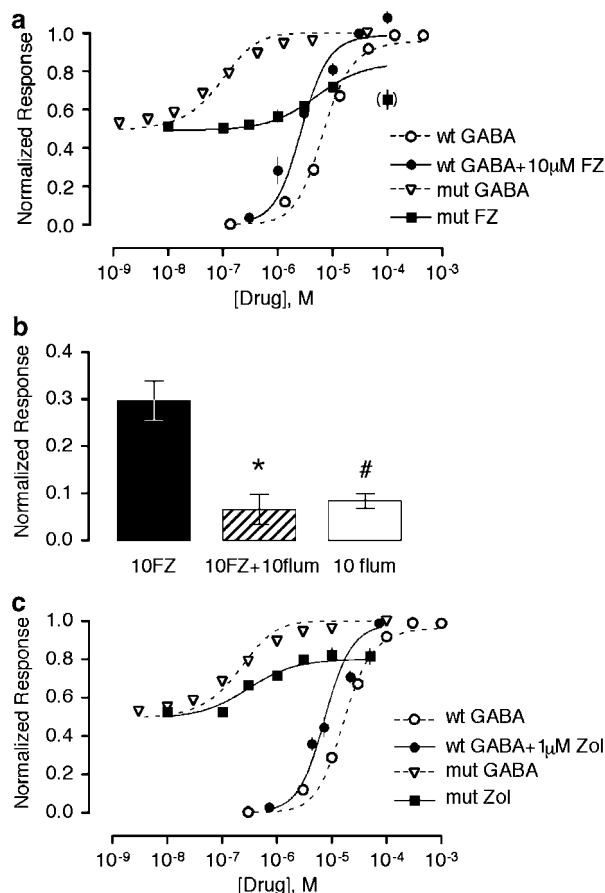 a
Normalized Response
1.0
0.8
0.6
0.4
0.2
0.0
( )
wt GABA
wt GABA+10µM FZ
mut GABA
mut FZ
10⁻⁹ 10⁻⁸ 10⁻⁷ 10⁻⁶ 10⁻⁵ 10⁻⁴ 10⁻³
[Drug], M
b
Normalized Response
0.4
0.3
0.2
0.1
0.0
* #
10FZ 10FZ+10flum 10 flum
c
Normalized Response
1.0
0.8
0.6
0.4
0.2
0.0
wt GABA
wt GABA+1µM Zol
mut GABA
mut Zol
10⁻⁹ 10⁻⁸ 10⁻⁷ 10⁻⁶ 10⁻⁵ 10⁻⁴ 10⁻³
[Drug], M